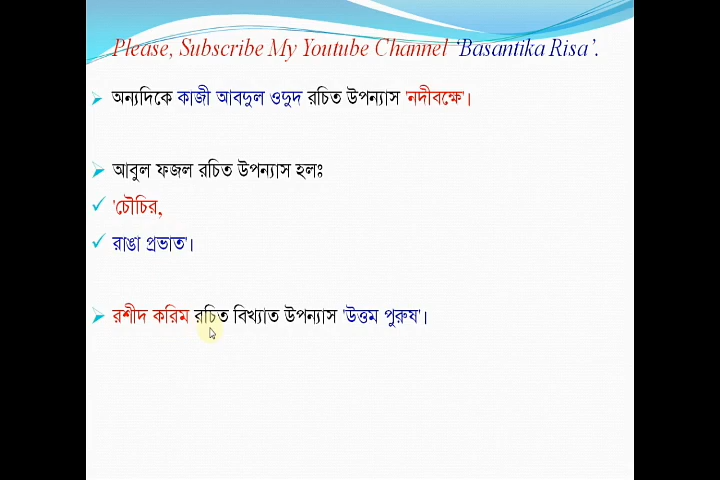 Please, Subscribe My Youtube Channel ‘Basantika Risa’.
অন্যদিকে কাজী আবদুল ওদুদ রচিত উপন্যাস 'নদীবক্ষে'।
আবুল ফজল রচিত উপন্যাস হলঃ
'চৌচির,
রাঙা প্রভাত'।
রশীদ করিম রচিত বিখ্যাত উপন্যাস 'উত্তম পুরুষ'।